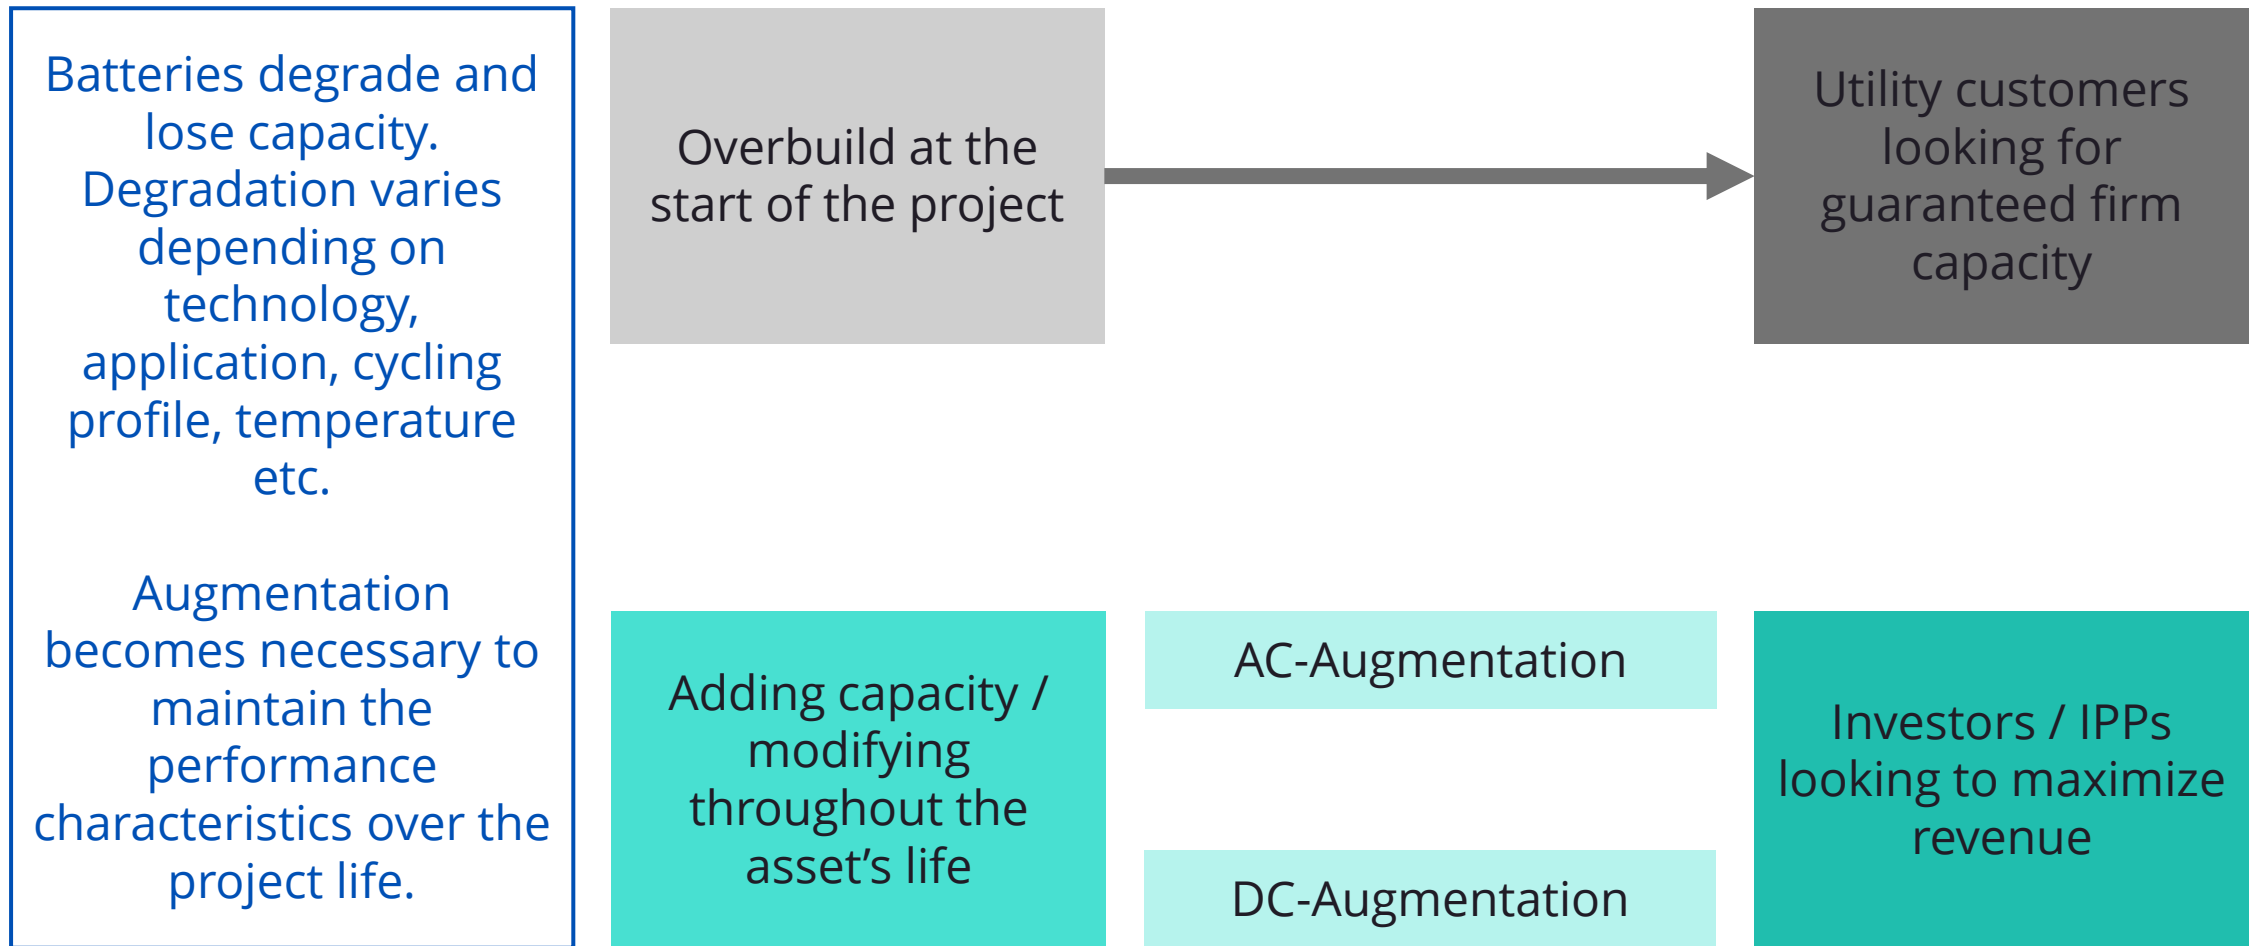 Batteries degrade and
lose capacity.
Degradation varies
depending on
technology,
application, cycling
profile, temperature
etc.
Augmentation
becomes necessary to
maintain the
performance
characteristics over the
project life.
Overbuild at the
start of the project
Utility customers
looking for
guaranteed firm
capacity
Adding capacity /
modifying
throughout the
asset’s life
AC-Augmentation
DC-Augmentation
Investors / IPPs
looking to maximize
revenue